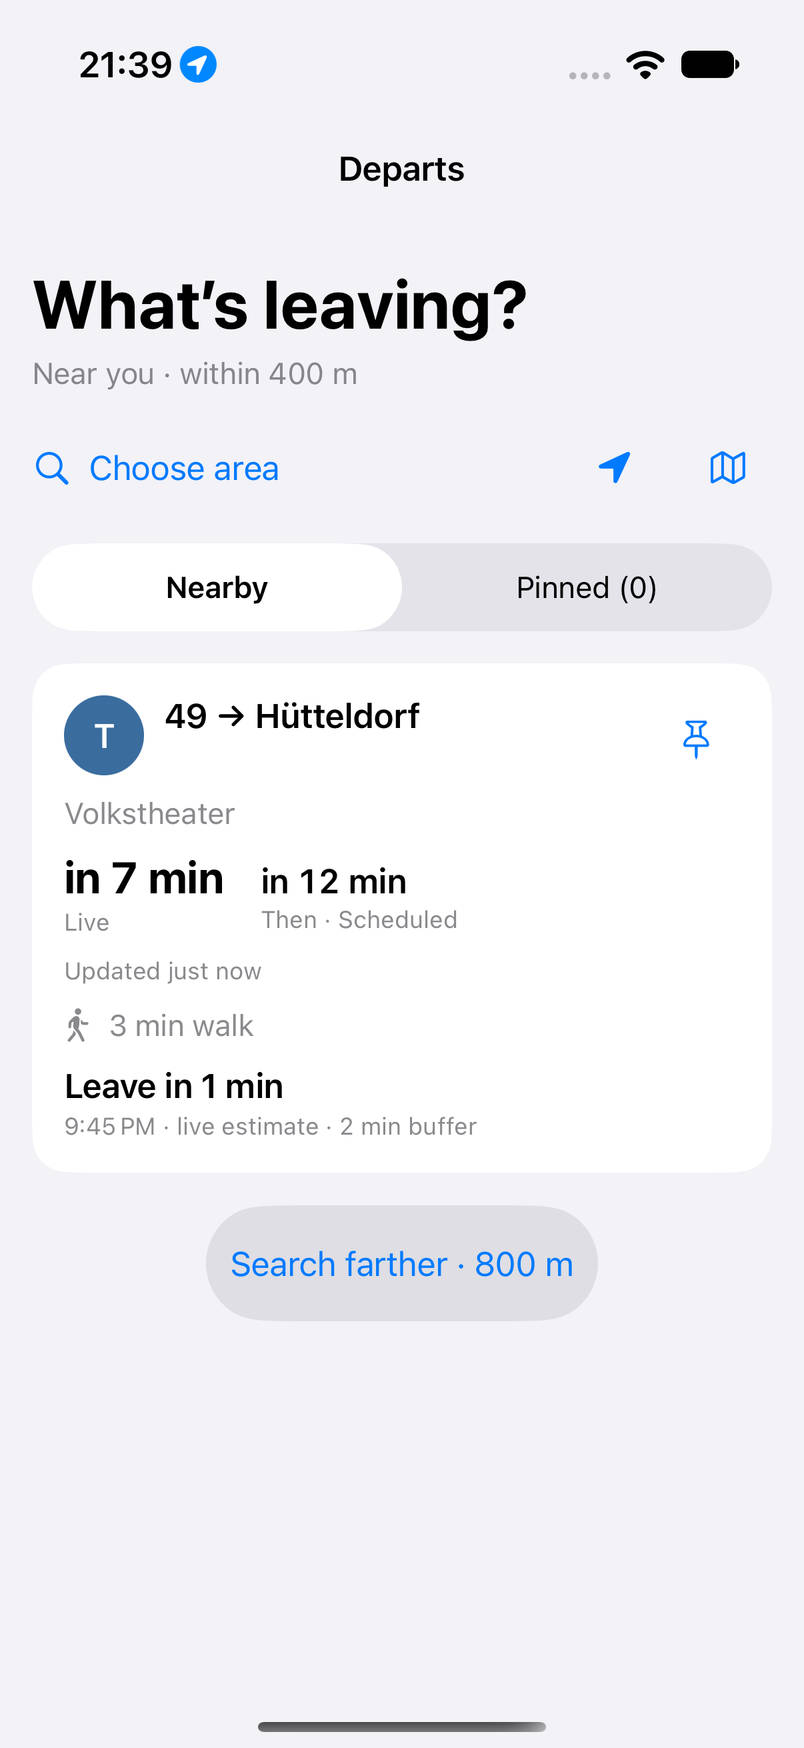 21:39
Departs
What's leaving?
Near you · within 400 m
Choose area
Nearby
Pinned (0)
T
49 → Hütteldorf
Volkstheater
in 7 min
in 12 min
Live
Then · Scheduled
Updated just now
3 min walk
Leave in 1 min
9:45 PM · live estimate · 2 min buffer
Search farther · 800 m